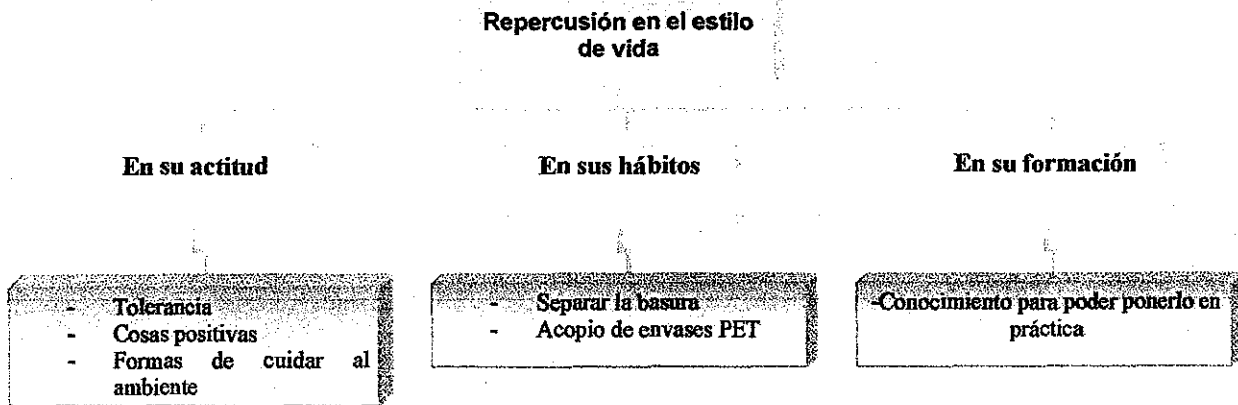 Repercusión en el estilo
de vida
En su actitud
En sus hábitos
En su formación
- Tolerancia
- Cosas positivas
- Formas de cuidar al
ambiente
- Separar la basura
- Acopio de envases PET
-Conocimiento para poder ponerlo en
práctica